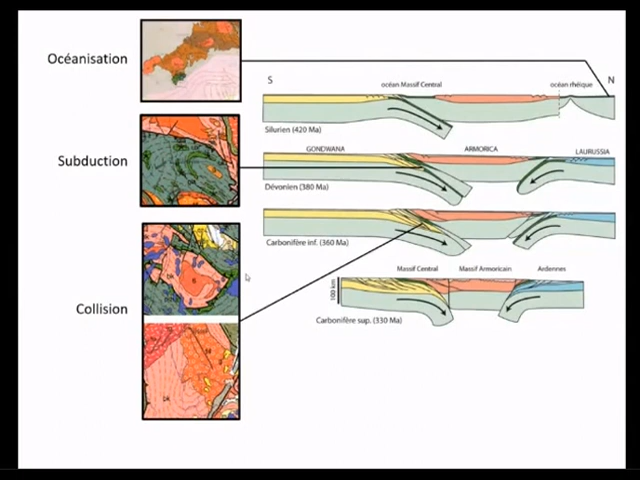 Océanisation
S
N
océan Massif Central
océan rhéique
Silurien (420 Ma)
Subduction
GONDWANA
ARMORICA
LAURUSSIA
Dévonien (380 Ma)
Carbonifère inf. (360 Ma)
Massif Central
Massif Armoricain
Ardennes
100 km
Collision
Carbonifère sup. (330 Ma)